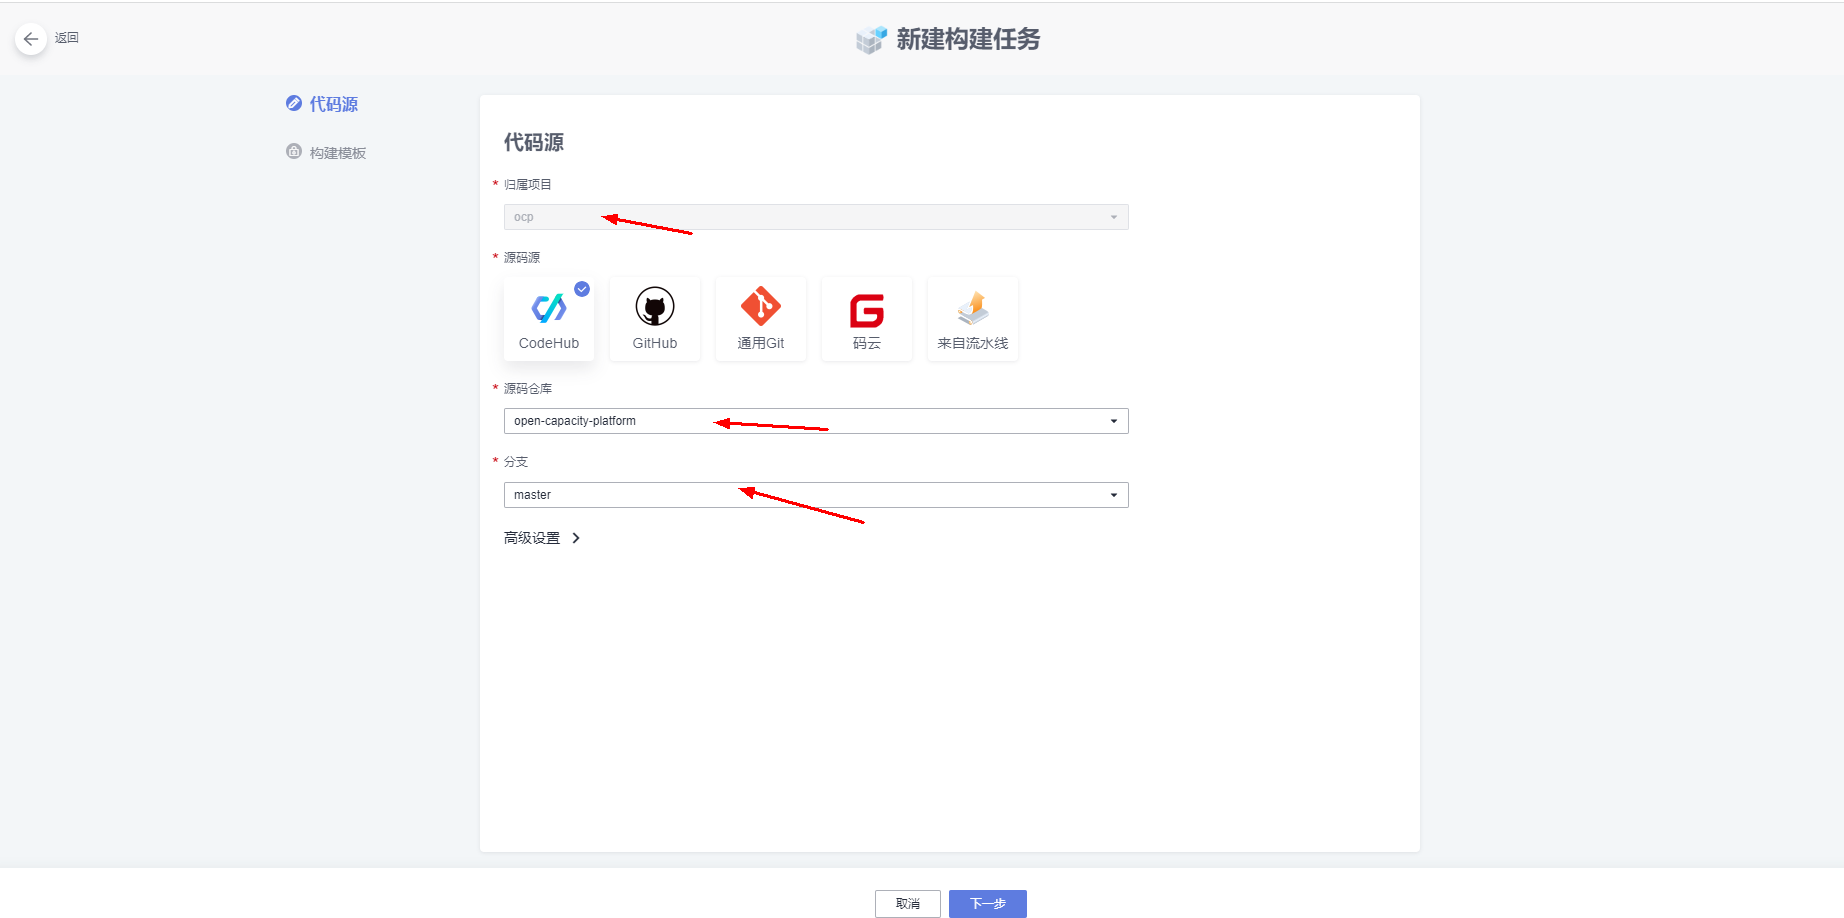 返回
新建构建任务
代码源
构建模板
代码源
* 归属项目
ocp
* 源码源
CodeHub
GitHub
通用Git
码云
来自流水线
* 源码仓库
open-capacity-platform
* 分支
master
高级设置
取消
下一步